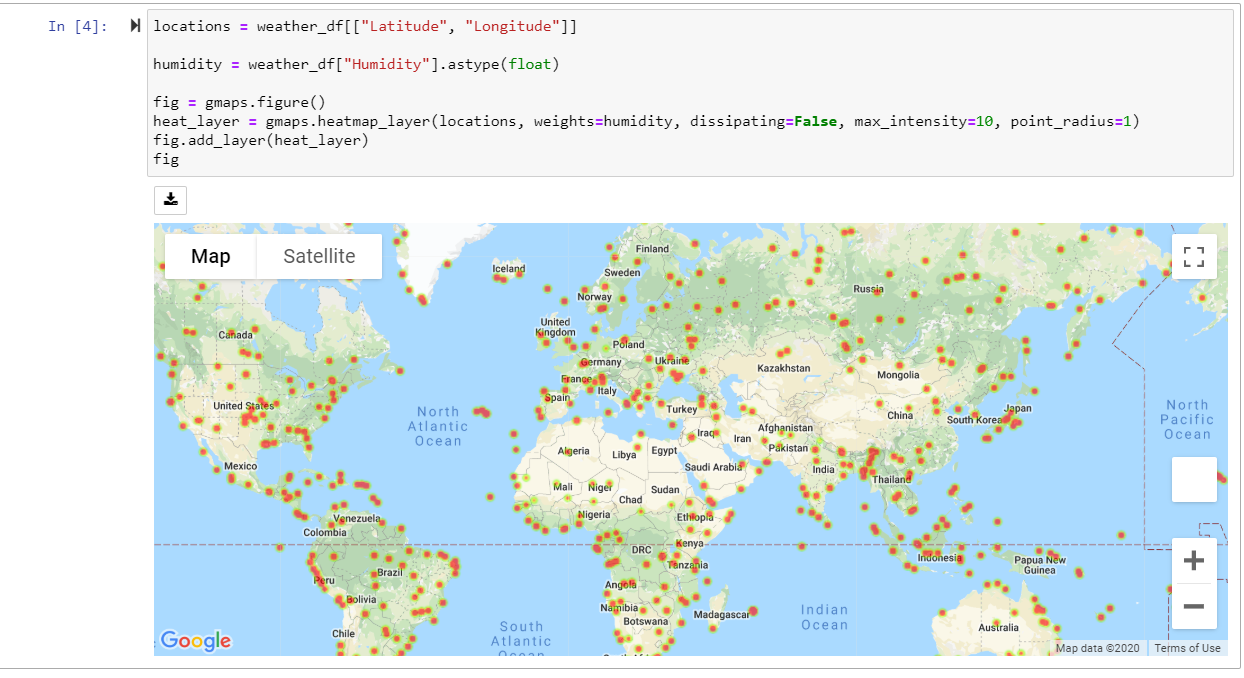 In [4]:
locations = weather_df[["Latitude", "Longitude"]]
humidity = weather_df["Humidity"].astype(float)
fig = gmaps.figure()
heat_layer = gmaps.heatmap_layer(locations, weights=humidity, dissipating=False, max_intensity=10, point_radius=1)
fig.add_layer(heat_layer)
fig
Map Satellite
Finland
Iceland
Sweden
Russia
Norway
United
Kingdom
Canada
Poland
Germany
Ukraine
Kazakhstan
Mongolia
France
Italy
Spain
United States
North
Atlantic
Ocean
Turkey
China
South Korea
Japan
North
Pacific
Ocean
Iraq
Iran
Afghanistan
Pakistan
Algeria
Libya
Egypt
Saudi Arabia
Mexico
India
Thailand
Mali
Niger
Chad
Sudan
Nigeria
Ethiopia
Venezuela
Colombia
DRC
Kenya
Tanzania
Indonesia
Papua New
Guinea
Peru
Brazil
Angola
Bolivia
Namibia
Botswana
Madagascar
Indian
Ocean
Chile
South
Atlantic
Ocean
Australia
Google
Map data ©2020 Terms of Use